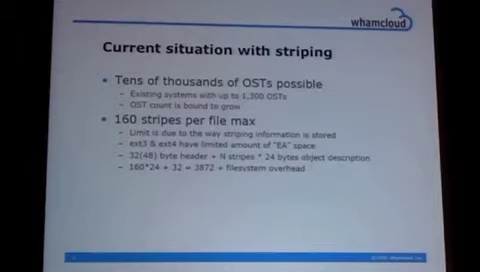 whamcloud
Current situation with striping
• Tens of thousands of OSTs possible
– Existing systems with up to 1,300 OSTs
– OST count is bound to grow
• 160 stripes per file max
– Limit is due to the way striping information is stored
– ext3 & ext4 have limited amount of "EA" space
– 32(48) byte header + N stripes * 24 bytes object description
– 160*24 + 32 = 3872 + filesystem overhead